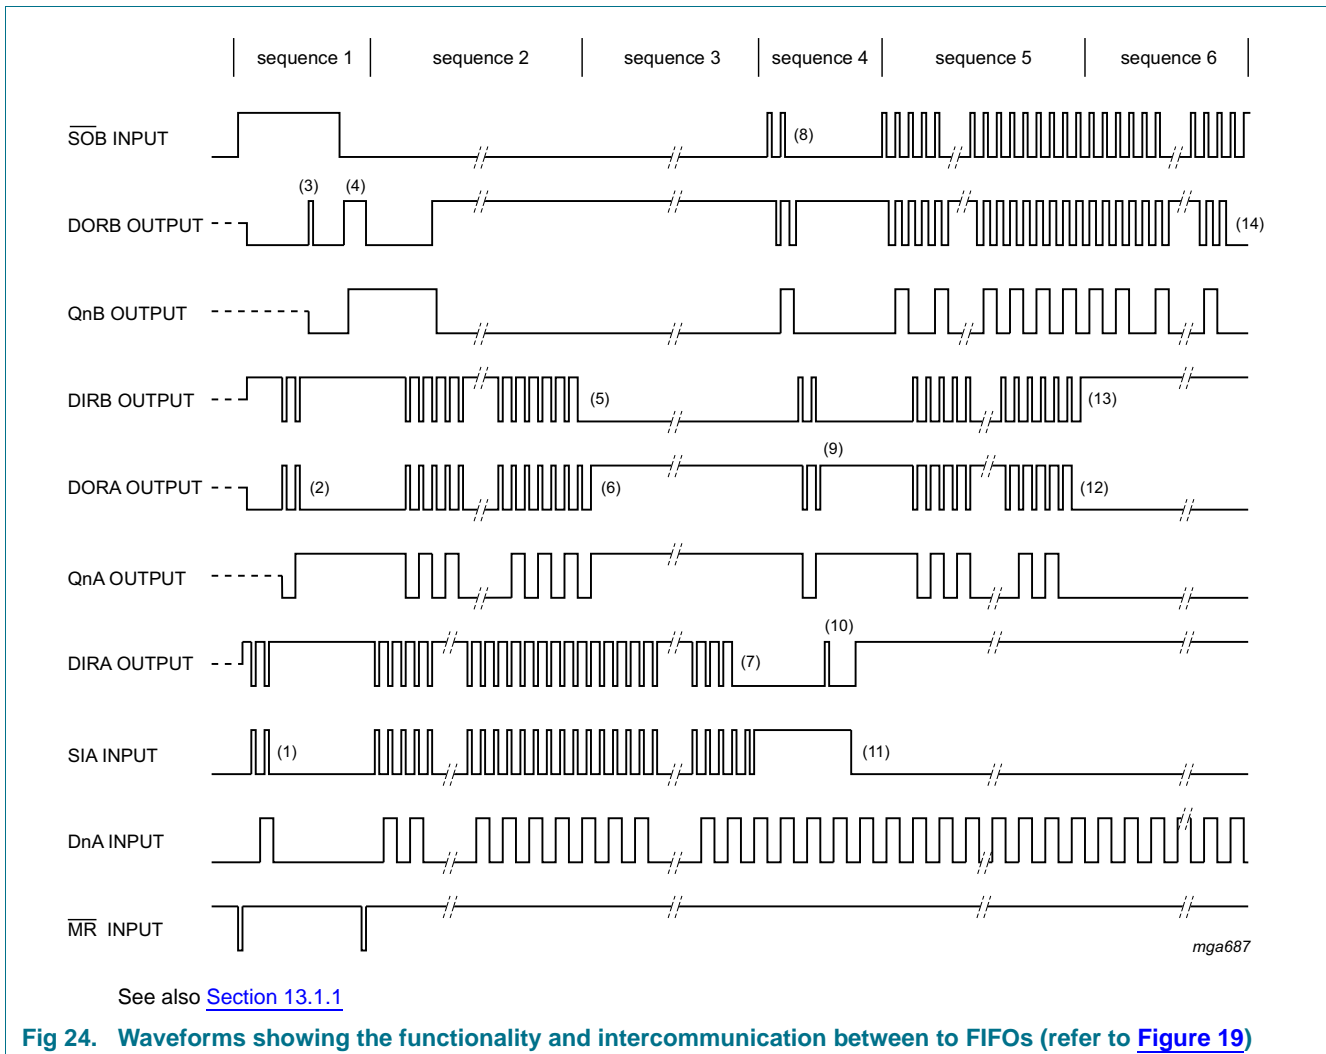 sequence 1 sequence 2 sequence 3 sequence 4 sequence 5 sequence 6
SOB INPUT
(8)
(3) (4)
DORB OUTPUT
(14)
QnB OUTPUT
DIRB OUTPUT
(5)
(13)
(9)
DORA OUTPUT
(2)
(6)
(12)
QnA OUTPUT
(10)
DIRA OUTPUT
(7)
SIA INPUT
(1)
(11)
DnA INPUT
MR INPUT
mga687
See also Section 13.1.1
Fig 24. Waveforms showing the functionality and intercommunication between to FIFOs (refer to Figure 19)